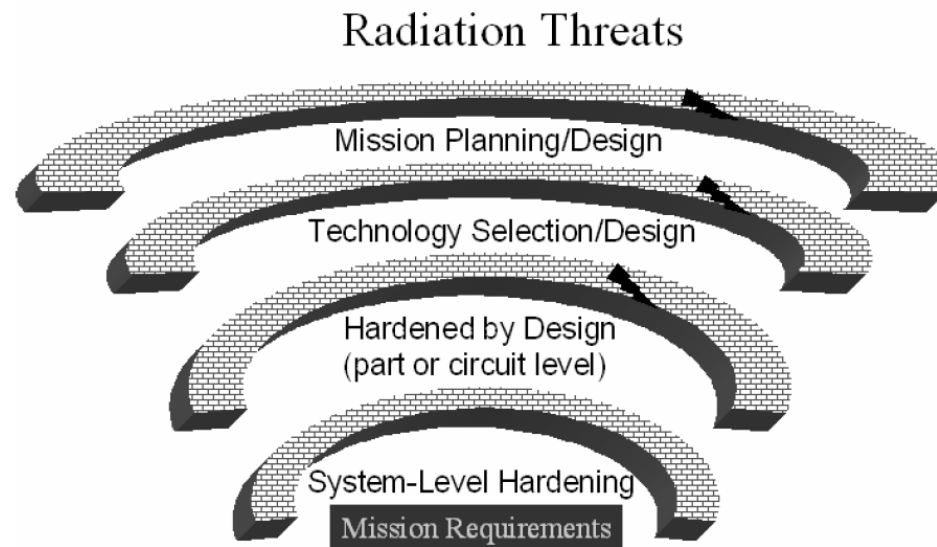 Radiation Threats
Mission Planning/Design
Technology Selection/Design
Hardened by Design
(part or circuit level)
System-Level Hardening
Mission Requirements